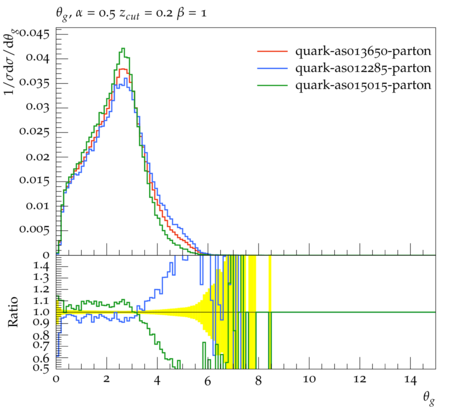 θg, α = 0.5 zcut = 0.2 β = 1
1/σdσ/dθg
0.045
0.04
0.035
0.03
0.025
0.02
0.015
0.01
0.005
0
quark-as013650-parton
quark-as012285-parton
quark-as015015-parton
Ratio
1.4
1.3
1.2
1.1
1.0
0.9
0.8
0.7
0.6
0.5
0 2 4 6 8 10 12 14
θg